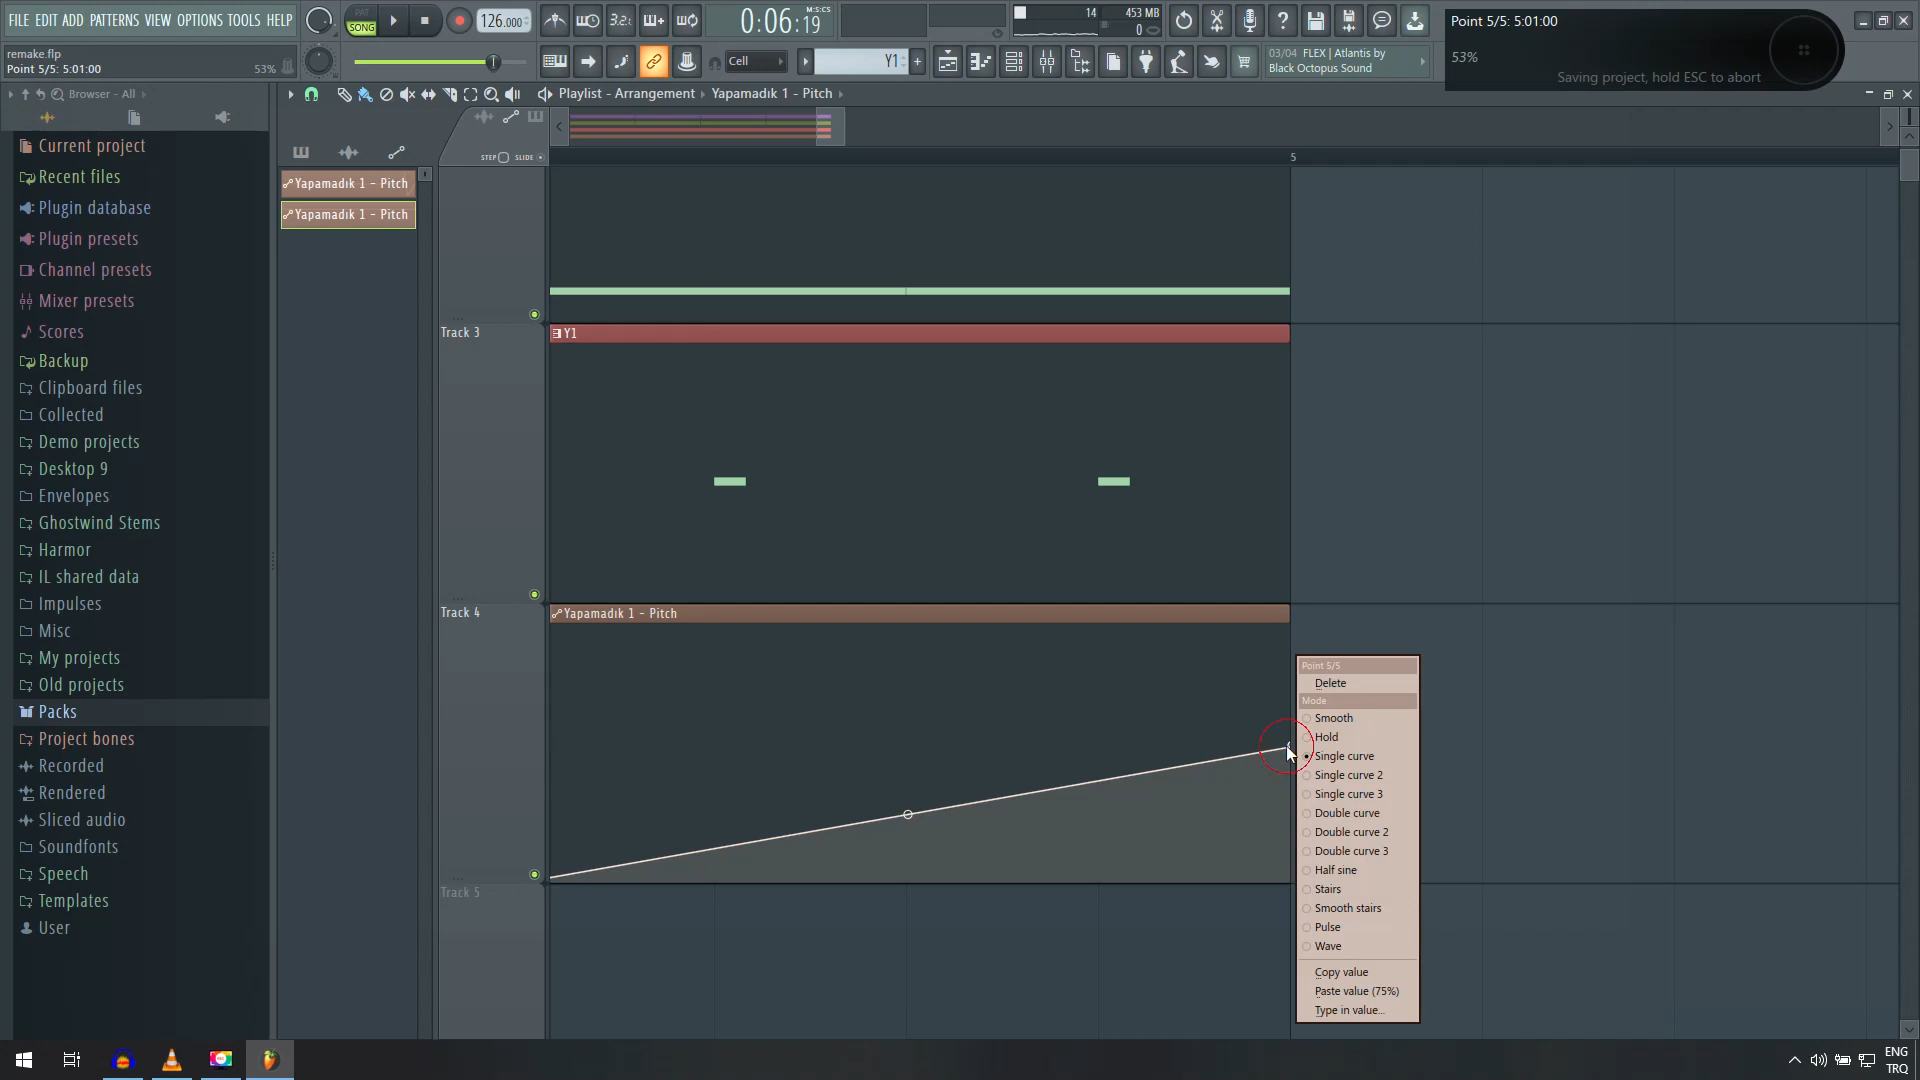 FILE EDIT ADD PATTERNS VIEW OPTIONS TOOLS HELP
remake.flp
Point 5/5: 5:01:00
53%
PAT
SONG
126.000
3.2.1
0:06:19
M:S:CS
14
453 MB
0
Cell
Y1
03/04 FLEX | Atlantis by
Black Octopus Sound
Point 5/5: 5:01:00
53%
Saving project, hold ESC to abort
Browser - All
Playlist - Arrangement › Yapamadık 1 - Pitch ›
STEP
SLIDE
5
Current project
Recent files
Plugin database
Plugin presets
Channel presets
Mixer presets
Scores
Backup
Clipboard files
Collected
Demo projects
Desktop 9
Envelopes
Ghostwind Stems
Harmor
IL shared data
Impulses
Misc
My projects
Old projects
Packs
Project bones
Recorded
Rendered
Sliced audio
Soundfonts
Speech
Templates
User
Yapamadık 1 - Pitch
Yapamadık 1 - Pitch
Track 3
Y1
Track 4
Yapamadık 1 - Pitch
Track 5
Point 5/5
Delete
Mode
Smooth
Hold
Single curve
Single curve 2
Single curve 3
Double curve
Double curve 2
Double curve 3
Half sine
Stairs
Smooth stairs
Pulse
Wave
Copy value
Paste value (75%)
Type in value...
ENG
TRQ